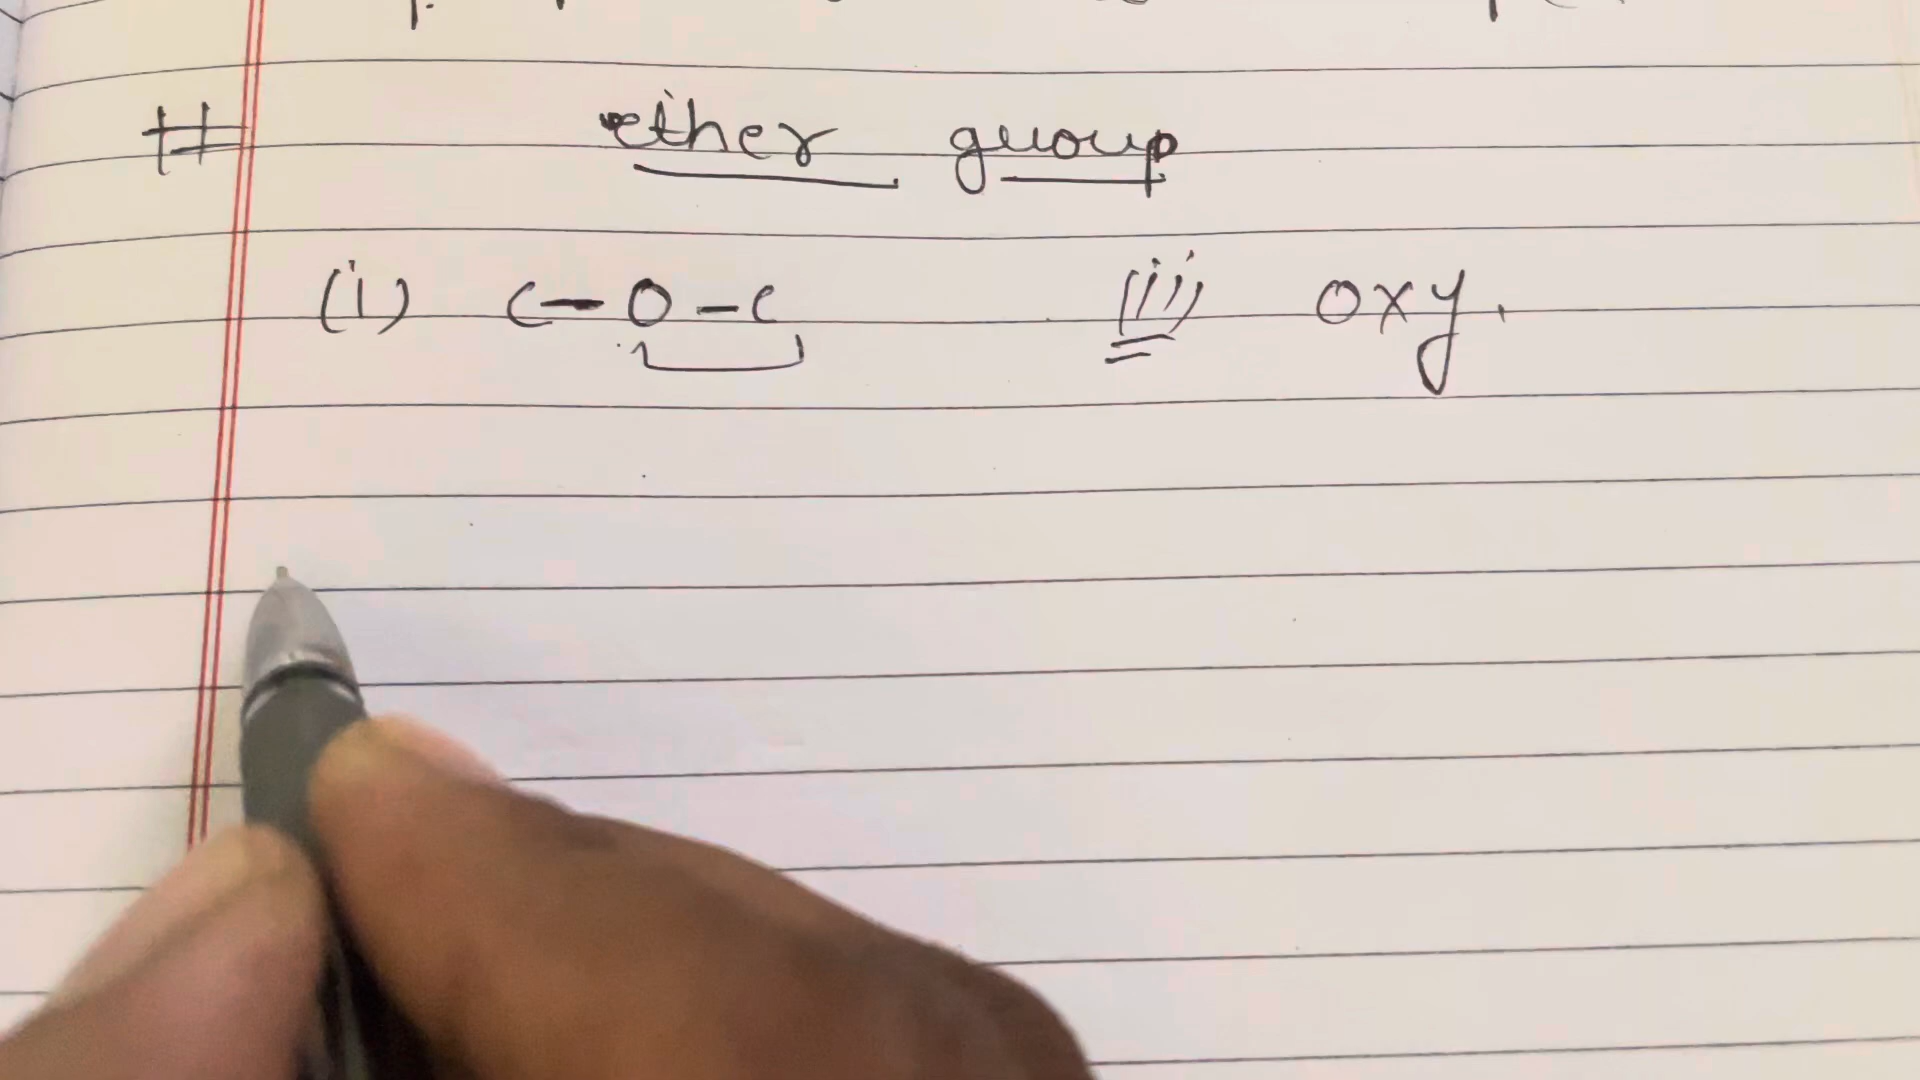 # ether group
(i) C-O-C (ii) oxy.